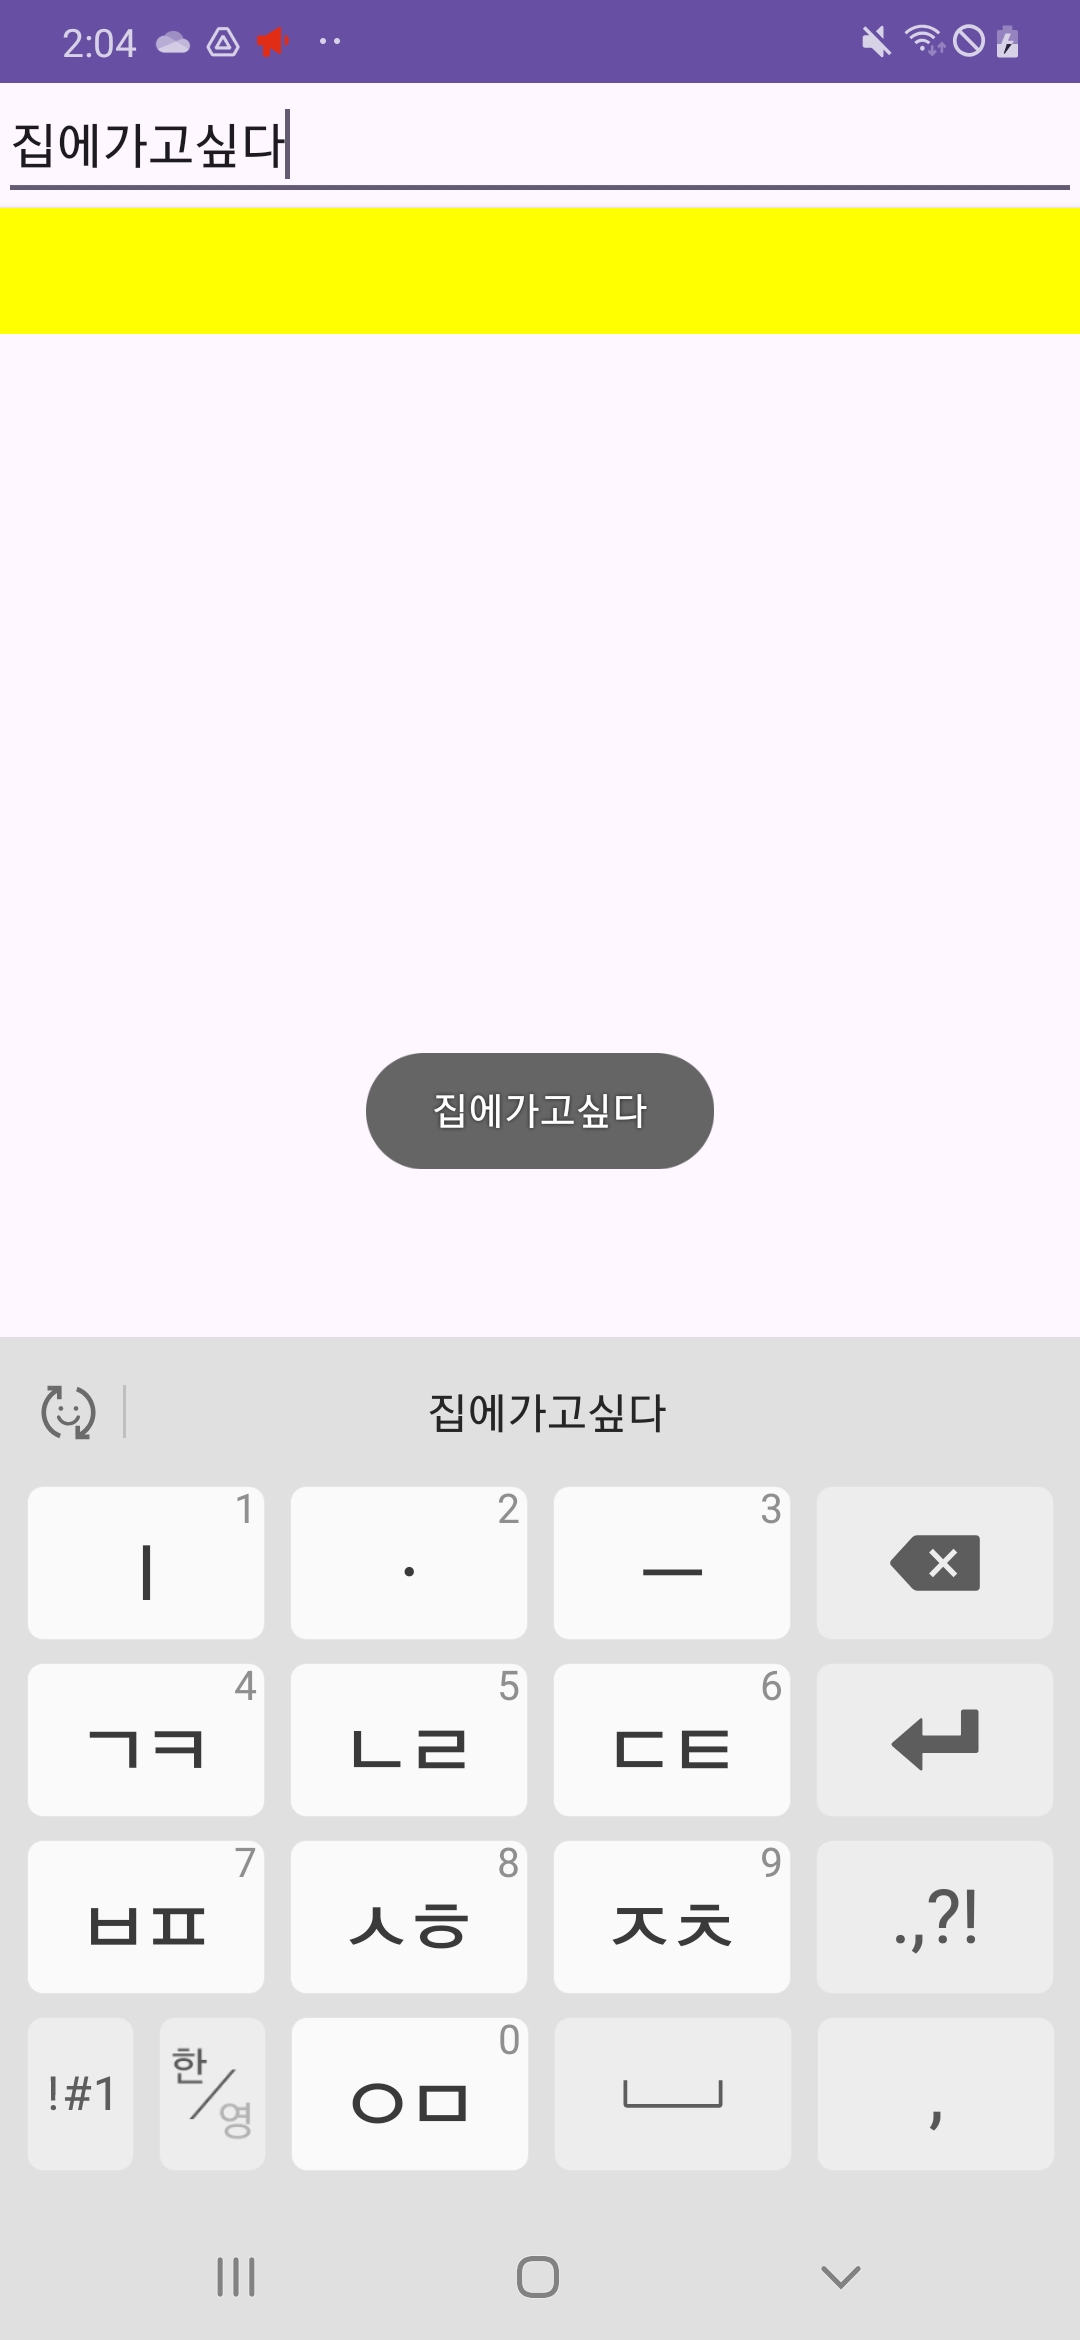 2:04
집에가고싶다
집에가고싶다
집에가고싶다
1 2 3
ㅣ · ㅡ
4 5 6
ㄱㅋ ㄴㄹ ㄷㅌ
7 8 9
ㅂㅍ ㅅㅎ ㅈㅊ .,?!
0
!#1 한/영 ㅇㅁ ,